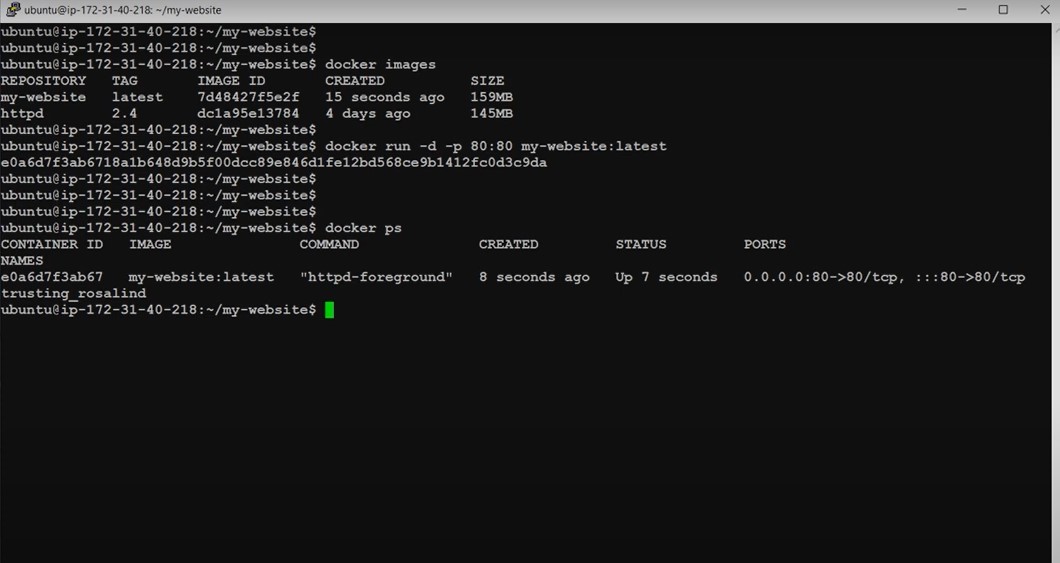 ubuntu@ip-172-31-40-218: ~/my-website
ubuntu@ip-172-31-40-218:~/my-website$
ubuntu@ip-172-31-40-218:~/my-website$
ubuntu@ip-172-31-40-218:~/my-website$ docker images
REPOSITORY TAG IMAGE ID CREATED SIZE
my-website latest 7d48427f5e2f 15 seconds ago 159MB
httpd 2.4 dc1a95e13784 4 days ago 145MB
ubuntu@ip-172-31-40-218:~/my-website$
ubuntu@ip-172-31-40-218:~/my-website$ docker run -d -p 80:80 my-website:latest
e0a6d7f3ab6718a1b648d9b5f00dcc89e846d1fe12bd568ce9b1412fc0d3c9da
ubuntu@ip-172-31-40-218:~/my-website$
ubuntu@ip-172-31-40-218:~/my-website$
ubuntu@ip-172-31-40-218:~/my-website$
ubuntu@ip-172-31-40-218:~/my-website$ docker ps
CONTAINER ID IMAGE COMMAND CREATED STATUS PORTS
NAMES
e0a6d7f3ab67 my-website:latest "httpd-foreground" 8 seconds ago Up 7 seconds 0.0.0.0:80->80/tcp, :::80->80/tcp
trusting_rosalind
ubuntu@ip-172-31-40-218:~/my-website$